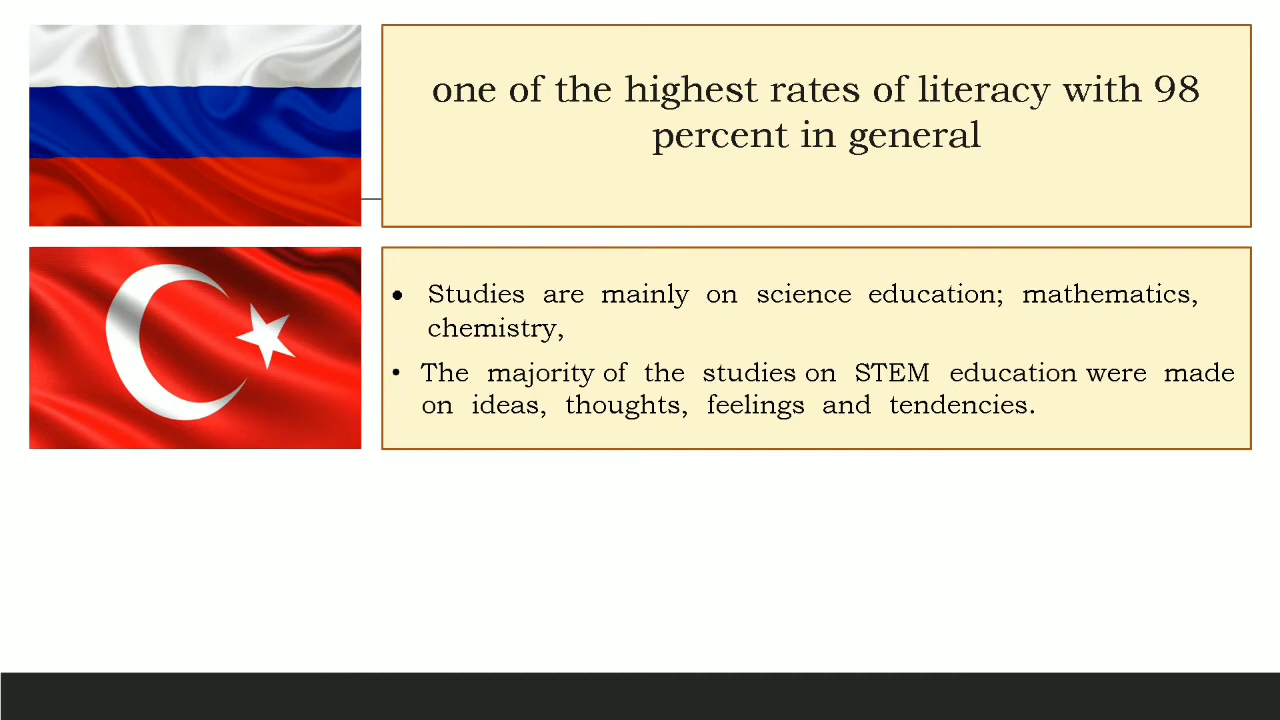 one of the highest rates of literacy with 98
percent in general
• Studies are mainly on science education; mathematics,
chemistry,
• The majority of the studies on STEM education were made
on ideas, thoughts, feelings and tendencies.